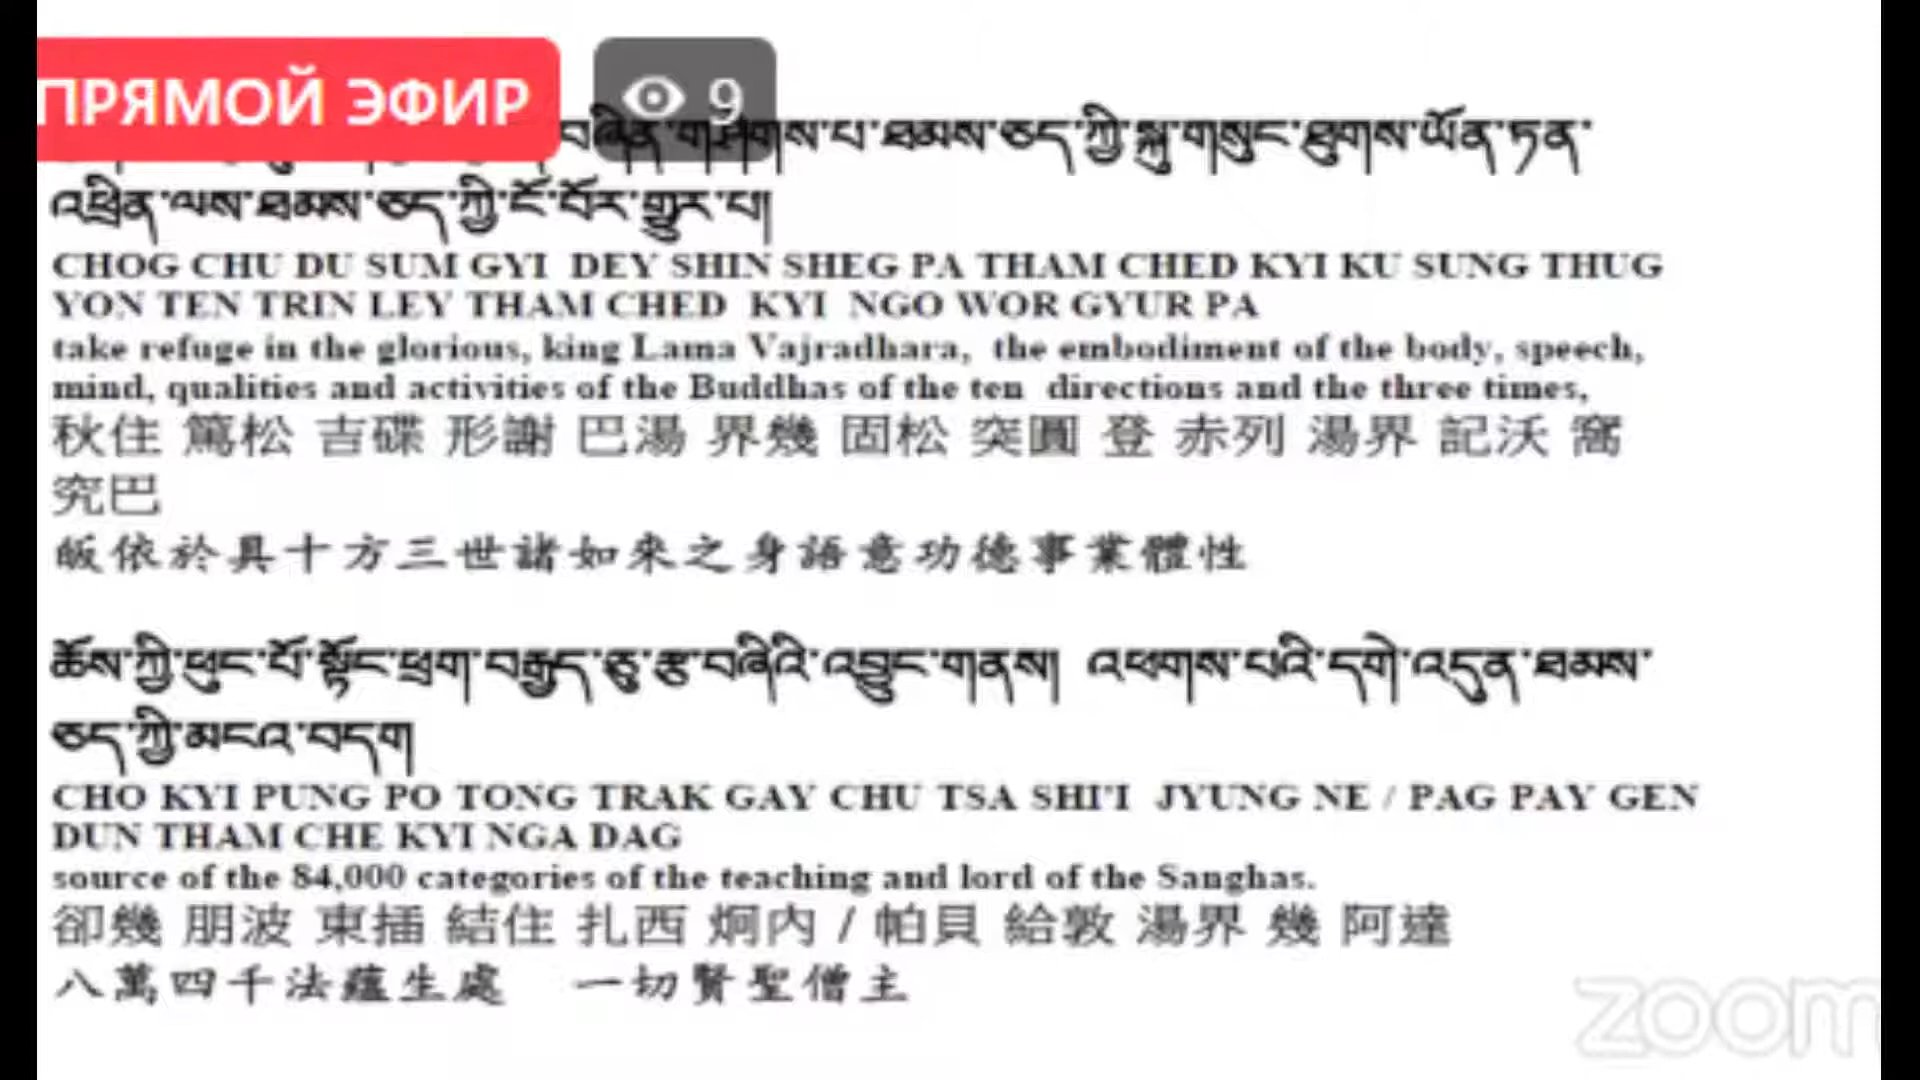 ПРЯМОЙ ЭФИР 9
བཞིན་གཤེགས་པ་ཐམས་ཅད་ཀྱི་སྐུ་གསུང་ཐུགས་ཡོན་ཏན་
འཕྲིན་ལས་ཐམས་ཅད་ཀྱི་ངོ་བོར་གྱུར་པ།
CHOG CHU DU SUM GYI DEY SHIN SHEG PA THAM CHED KYI KU SUNG THUG
YON TEN TRIN LEY THAM CHED KYI NGO WOR GYUR PA
take refuge in the glorious, king Lama Vajradhara, the embodiment of the body, speech,
mind, qualities and activities of the Buddhas of the ten directions and the three times,
秋住 篤松 吉碟 形謝 巴湯 界幾 固松 突圓 登 赤列 湯界 記沃 窩
究巴
皈依於具十方三世諸如來之身語意功德事業體性
ཆོས་ཀྱི་ཕུང་པོ་སྟོང་ཕྲག་བརྒྱད་ཅུ་རྩ་བཞིའི་འབྱུང་གནས། འཕགས་པའི་དགེ་འདུན་ཐམས་
ཅད་ཀྱི་མངའ་བདག
CHO KYI PUNG PO TONG TRAK GAY CHU TSA SHI'I JYUNG NE / PAG PAY GEN
DUN THAM CHE KYI NGA DAG
source of the 84,000 categories of the teaching and lord of the Sanghas.
卻幾 朋波 東插 結住 扎西 炯內 / 帕貝 給敦 湯界 幾 阿達
八萬四千法蘊生處 一切賢聖僧主
zoom